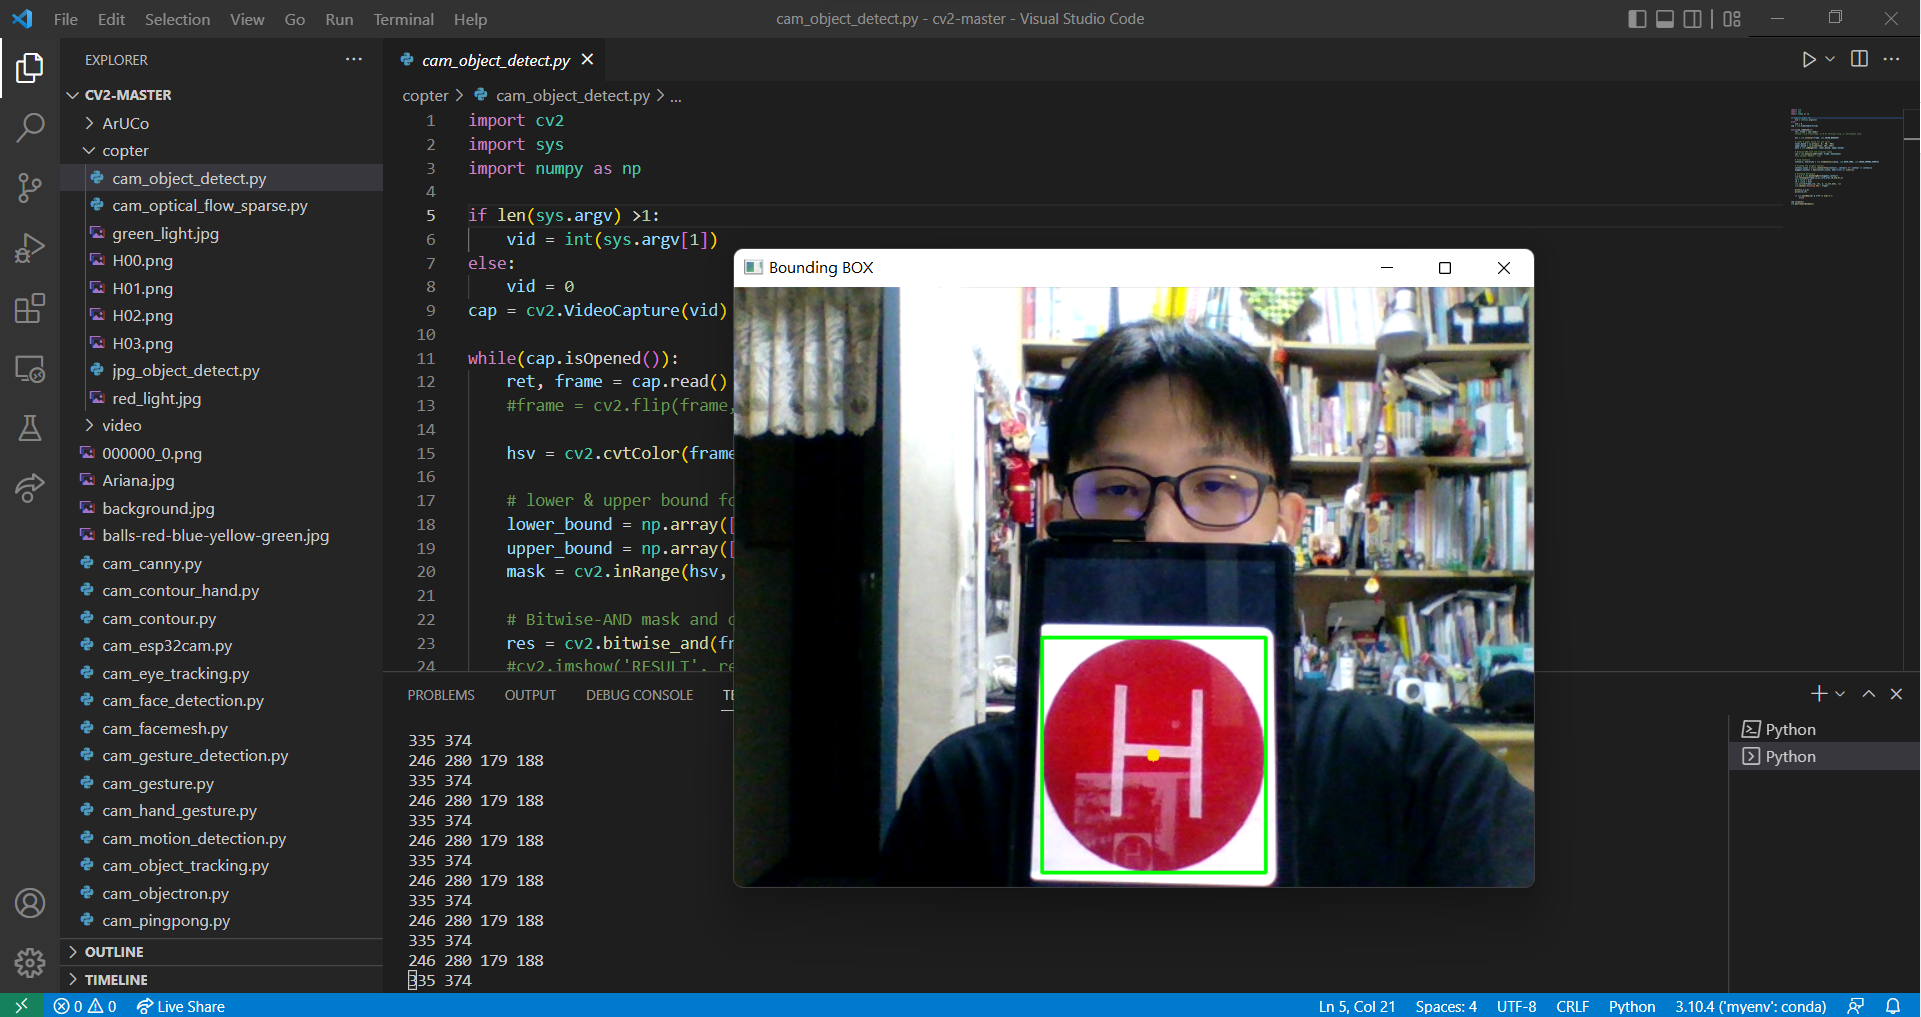 File Edit Selection View Go Run Terminal Help
cam_object_detect.py - cv2-master - Visual Studio Code
EXPLORER
CV2-MASTER
ArUCo
copter
cam_object_detect.py
cam_optical_flow_sparse.py
green_light.jpg
H00.png
H01.png
H02.png
H03.png
jpg_object_detect.py
red_light.jpg
video
000000_0.png
Ariana.jpg
background.jpg
balls-red-blue-yellow-green.jpg
cam_canny.py
cam_contour_hand.py
cam_contour.py
cam_esp32cam.py
cam_eye_tracking.py
cam_face_detection.py
cam_facemesh.py
cam_gesture_detection.py
cam_gesture.py
cam_hand_gesture.py
cam_motion_detection.py
cam_object_tracking.py
cam_objectron.py
cam_pingpong.py
OUTLINE
TIMELINE
cam_object_detect.py
copter > cam_object_detect.py > ...
1 import cv2
2 import sys
3 import numpy as np
4
5 if len(sys.argv) >1:
6 vid = int(sys.argv[1])
7 else:
8 vid = 0
9 cap = cv2.VideoCapture(vid)
10
11 while(cap.isOpened()):
12 ret, frame = cap.read()
13 #frame = cv2.flip(frame,
14
15 hsv = cv2.cvtColor(frame
16
17 # lower & upper bound fo
18 lower_bound = np.array([
19 upper_bound = np.array([
20 mask = cv2.inRange(hsv,
21
22 # Bitwise-AND mask and o
23 res = cv2.bitwise_and(fr
24 #cv2.imshow('RESULT', re
Bounding BOX
H
PROBLEMS OUTPUT DEBUG CONSOLE TE
335 374
246 280 179 188
335 374
246 280 179 188
335 374
246 280 179 188
335 374
246 280 179 188
335 374
246 280 179 188
335 374
246 280 179 188
335 374
Python
Python
0 0 Live Share
Ln 5, Col 21 Spaces: 4 UTF-8 CRLF Python 3.10.4 ('myenv': conda)